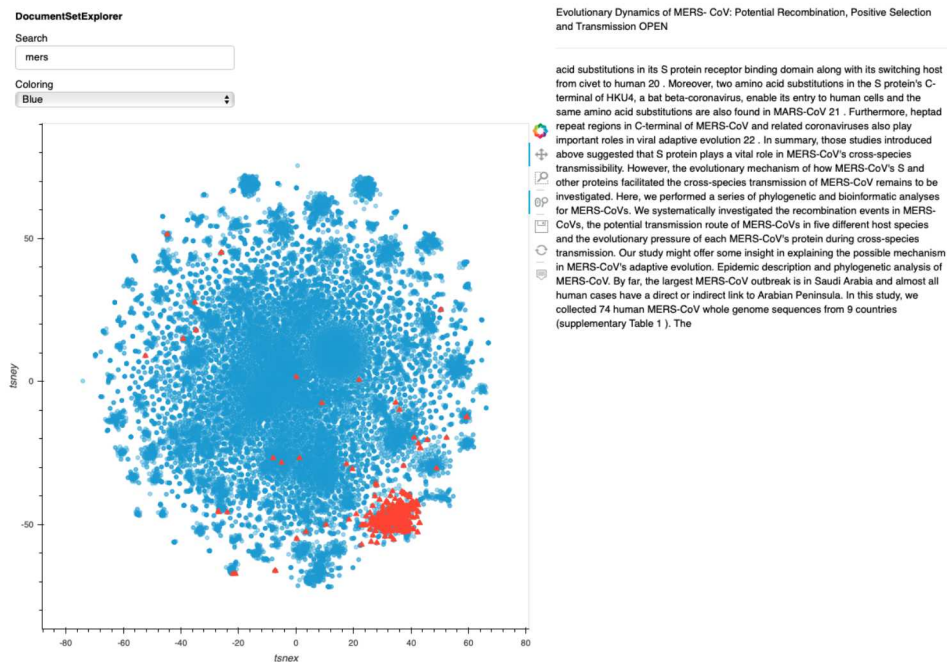 DocumentSetExplorer
Search
mers
Coloring
Blue
50
0
-50
tsney
-80
-60
-40
-20
0
20
40
60
80
tsnex
Evolutionary Dynamics of MERS- CoV: Potential Recombination, Positive Selection
and Transmission OPEN
acid substitutions in its S protein receptor binding domain along with its switching host
from civet to human 20 . Moreover, two amino acid substitutions in the S protein's C-
terminal of HKU4, a bat beta-coronavirus, enable its entry to human cells and the
same amino acid substitutions are also found in MARS-CoV 21 . Furthermore, heptad
repeat regions in C-terminal of MERS-CoV and related coronaviruses also play
important roles in viral adaptive evolution 22 . In summary, those studies introduced
above suggested that S protein plays a vital role in MERS-CoV's cross-species
transmissibility. However, the evolutionary mechanism of how MERS-CoV's S and
other proteins facilitated the cross-species transmission of MERS-CoV remains to be
investigated. Here, we performed a series of phylogenetic and bioinformatic analyses
for MERS-CoVs. We systematically investigated the recombination events in MERS-
CoVs, the potential transmission route of MERS-CoVs in five different host species
and the evolutionary pressure of each MERS-CoV's protein during cross-species
transmission. Our study might offer some insight in explaining the possible mechanism
in MERS-CoV's adaptive evolution. Epidemic description and phylogenetic analysis of
MERS-CoV. By far, the largest MERS-CoV outbreak is in Saudi Arabia and almost all
human cases have a direct or indirect link to Arabian Peninsula. In this study, we
collected 74 human MERS-CoV whole genome sequences from 9 countries
(supplementary Table 1 ). The